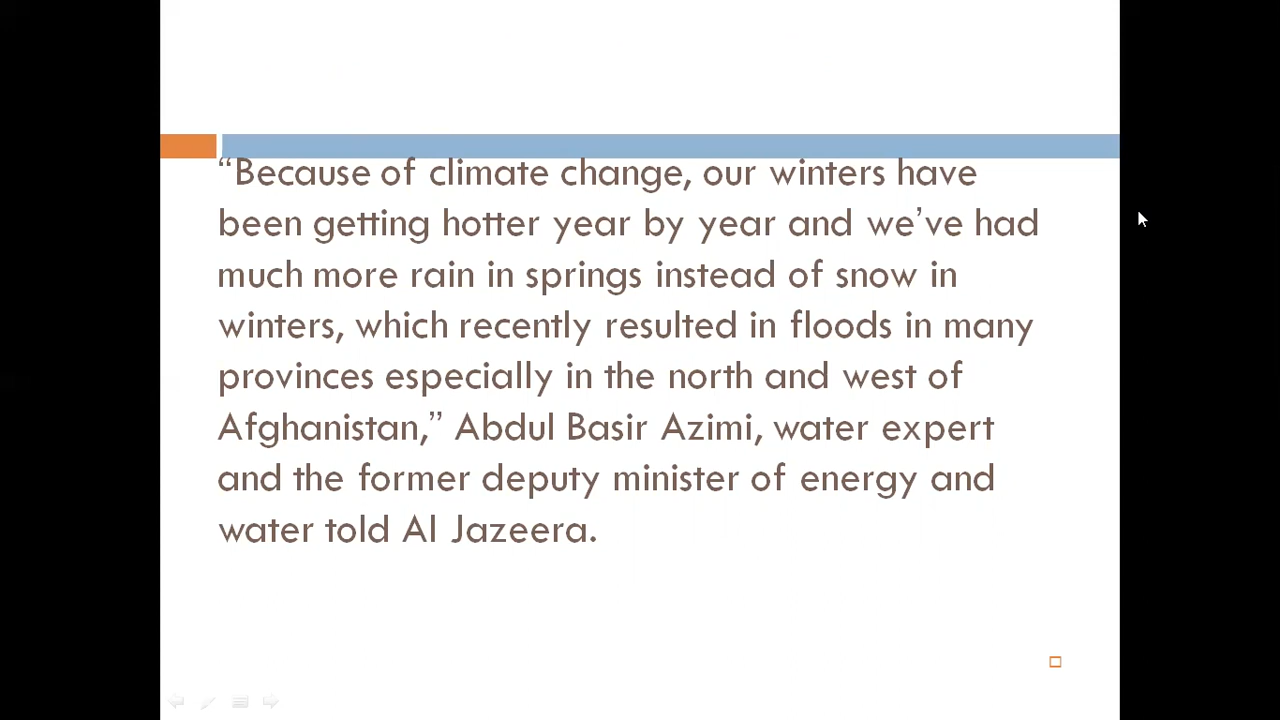 “Because of climate change, our winters have
been getting hotter year by year and we’ve had
much more rain in springs instead of snow in
winters, which recently resulted in floods in many
provinces especially in the north and west of
Afghanistan,” Abdul Basir Azimi, water expert
and the former deputy minister of energy and
water told Al Jazeera.